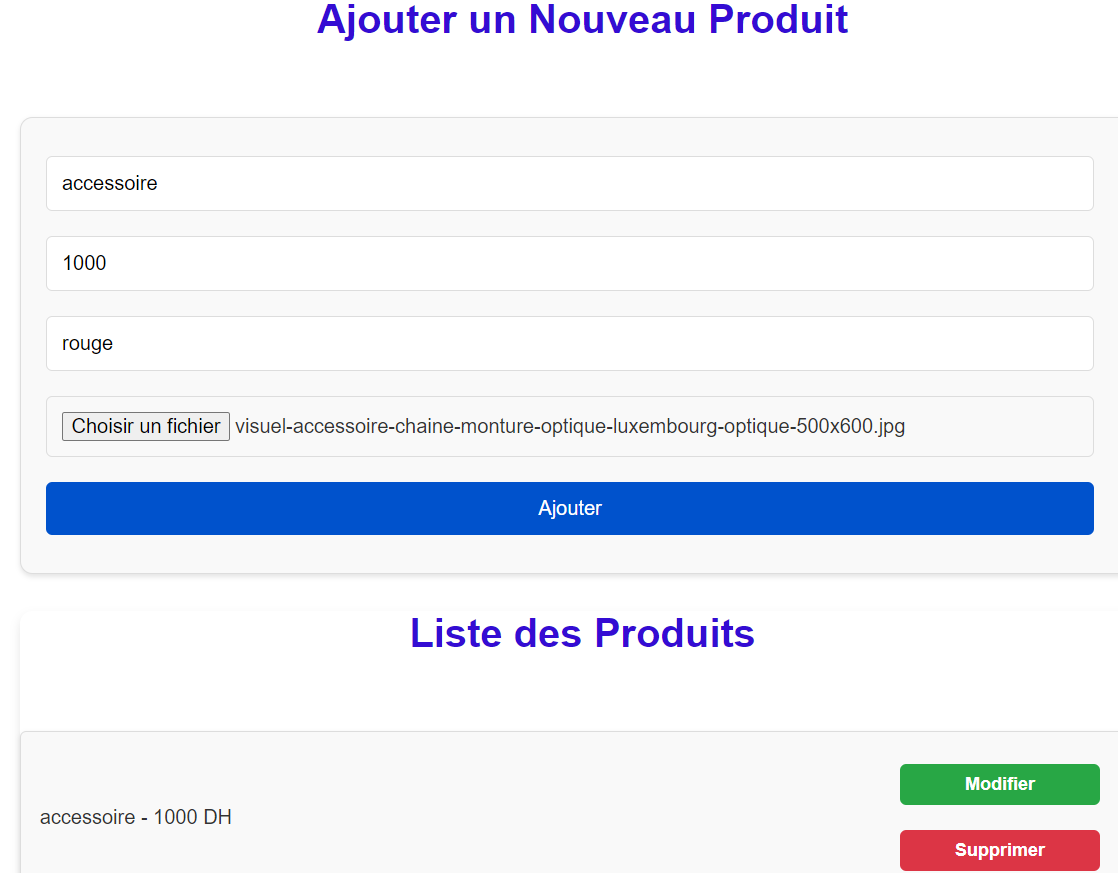 Ajouter un Nouveau Produit
accessoire
1000
rouge
Choisir un fichier visuel-accessoire-chaine-monture-optique-luxembourg-optique-500x600.jpg
Ajouter
Liste des Produits
Modifier
accessoire - 1000 DH
Supprimer